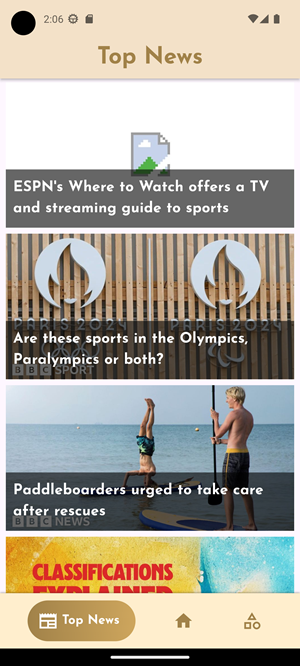 2:06
Top News
ESPN's Where to Watch offers a TV
and streaming guide to sports
PARIS 2024
PARIS 2024
Are these sports in the Olympics,
Paralympics or both?
BBC SPORT
Paddleboarders urged to take care
after rescues
BBC NEWS
CLASSIFICATIONS
EXPLAINED
Top News